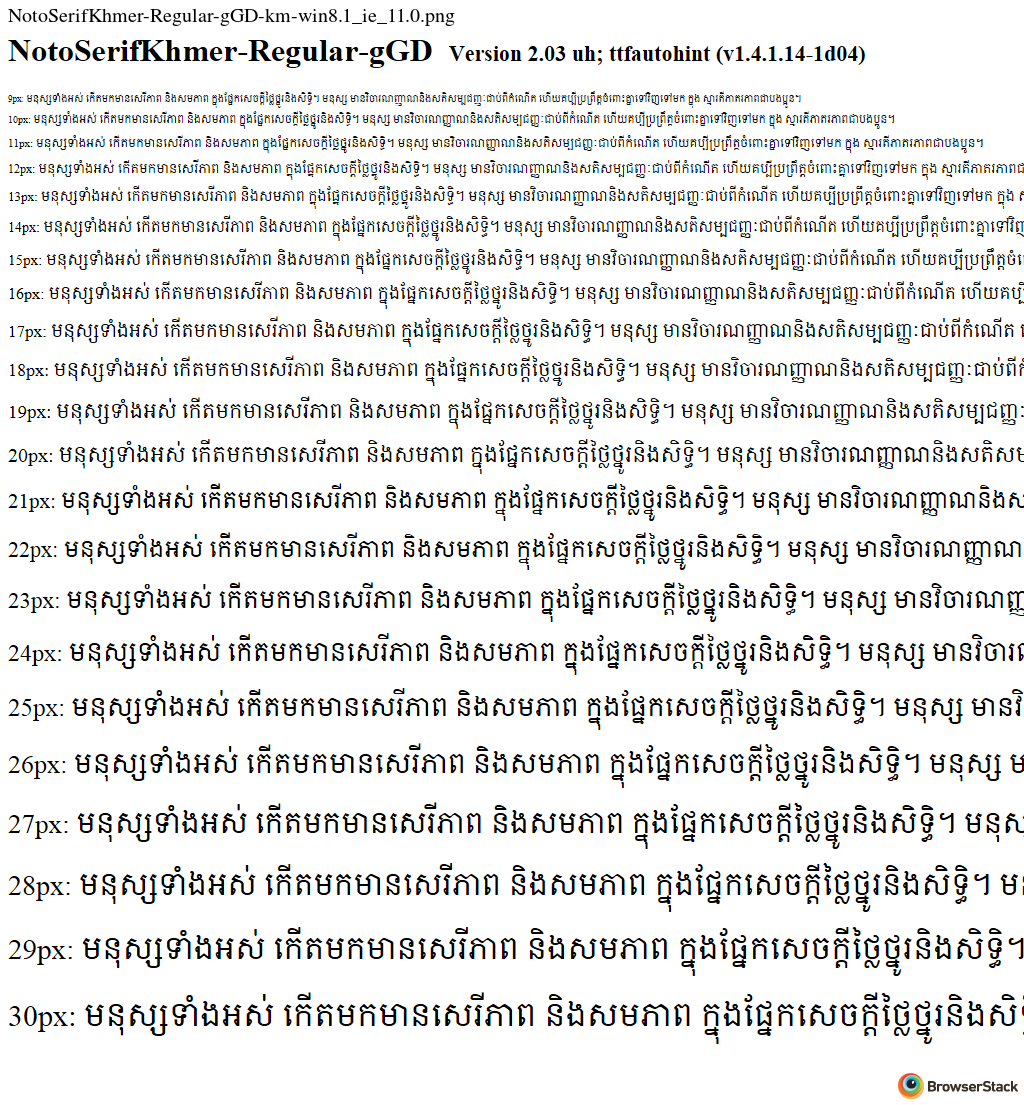 NotoSerifKhmer-Regular-gGD-km-win8.1_ie_11.0.png
NotoSerifKhmer-Regular-gGD Version 2.03 uh; ttfautohint (v1.4.1.14-1d04)
9px: មនុស្សទាំងអស់ កើតមកមានសេរីភាព និងសមភាព ក្នុងផ្នែកសេចក្ដីថ្លៃថ្នូរនិងសិទ្ធិ។ មនុស្ស មានវិចារណញ្ញាណនិងសតិសម្បជញ្ញៈជាប់ពីកំណើត ហើយគប្បីប្រព្រឹត្តចំពោះគ្នាទៅវិញទៅមក ក្នុង ស្មារតីភាតរភាពជាបងប្អូន។
10px: មនុស្សទាំងអស់ កើតមកមានសេរីភាព និងសមភាព ក្នុងផ្នែកសេចក្ដីថ្លៃថ្នូរនិងសិទ្ធិ។ មនុស្ស មានវិចារណញ្ញាណនិងសតិសម្បជញ្ញៈជាប់ពីកំណើត ហើយគប្បីប្រព្រឹត្តចំពោះគ្នាទៅវិញទៅមក ក្នុង ស្មារតីភាតរភាពជាបងប្អូន។
11px: មនុស្សទាំងអស់ កើតមកមានសេរីភាព និងសមភាព ក្នុងផ្នែកសេចក្ដីថ្លៃថ្នូរនិងសិទ្ធិ។ មនុស្ស មានវិចារណញ្ញាណនិងសតិសម្បជញ្ញៈជាប់ពីកំណើត ហើយគប្បីប្រព្រឹត្តចំពោះគ្នាទៅវិញទៅមក ក្នុង ស្មារតីភាតរភាពជាបងប្អូន។
12px: មនុស្សទាំងអស់ កើតមកមានសេរីភាព និងសមភាព ក្នុងផ្នែកសេចក្ដីថ្លៃថ្នូរនិងសិទ្ធិ។ មនុស្ស មានវិចារណញ្ញាណនិងសតិសម្បជញ្ញៈជាប់ពីកំណើត ហើយគប្បីប្រព្រឹត្តចំពោះគ្នាទៅវិញទៅមក ក្នុង ស្មារតីភាតរភាពជ
13px: មនុស្សទាំងអស់ កើតមកមានសេរីភាព និងសមភាព ក្នុងផ្នែកសេចក្ដីថ្លៃថ្នូរនិងសិទ្ធិ។ មនុស្ស មានវិចារណញ្ញាណនិងសតិសម្បជញ្ញៈជាប់ពីកំណើត ហើយគប្បីប្រព្រឹត្តចំពោះគ្នាទៅវិញទៅមក ក្នុង
14px: មនុស្សទាំងអស់ កើតមកមានសេរីភាព និងសមភាព ក្នុងផ្នែកសេចក្ដីថ្លៃថ្នូរនិងសិទ្ធិ។ មនុស្ស មានវិចារណញ្ញាណនិងសតិសម្បជញ្ញៈជាប់ពីកំណើត ហើយគប្បីប្រព្រឹត្តចំពោះគ្នាទៅវិញ
15px: មនុស្សទាំងអស់ កើតមកមានសេរីភាព និងសមភាព ក្នុងផ្នែកសេចក្ដីថ្លៃថ្នូរនិងសិទ្ធិ។ មនុស្ស មានវិចារណញ្ញាណនិងសតិសម្បជញ្ញៈជាប់ពីកំណើត ហើយគប្បីប្រព្រឹត្តចំ
16px: មនុស្សទាំងអស់ កើតមកមានសេរីភាព និងសមភាព ក្នុងផ្នែកសេចក្ដីថ្លៃថ្នូរនិងសិទ្ធិ។ មនុស្ស មានវិចារណញ្ញាណនិងសតិសម្បជញ្ញៈជាប់ពីកំណើត ហើយគប្បី
17px: មនុស្សទាំងអស់ កើតមកមានសេរីភាព និងសមភាព ក្នុងផ្នែកសេចក្ដីថ្លៃថ្នូរនិងសិទ្ធិ។ មនុស្ស មានវិចារណញ្ញាណនិងសតិសម្បជញ្ញៈជាប់ពីកំណើត
18px: មនុស្សទាំងអស់ កើតមកមានសេរីភាព និងសមភាព ក្នុងផ្នែកសេចក្ដីថ្លៃថ្នូរនិងសិទ្ធិ។ មនុស្ស មានវិចារណញ្ញាណនិងសតិសម្បជញ្ញៈជាប់ពីកំ
19px: មនុស្សទាំងអស់ កើតមកមានសេរីភាព និងសមភាព ក្នុងផ្នែកសេចក្ដីថ្លៃថ្នូរនិងសិទ្ធិ។ មនុស្ស មានវិចារណញ្ញាណនិងសតិសម្បជញ្ញៈ
20px: មនុស្សទាំងអស់ កើតមកមានសេរីភាព និងសមភាព ក្នុងផ្នែកសេចក្ដីថ្លៃថ្នូរនិងសិទ្ធិ។ មនុស្ស មានវិចារណញ្ញាណនិងសតិសម
21px: មនុស្សទាំងអស់ កើតមកមានសេរីភាព និងសមភាព ក្នុងផ្នែកសេចក្ដីថ្លៃថ្នូរនិងសិទ្ធិ។ មនុស្ស មានវិចារណញ្ញាណនិងស
22px: មនុស្សទាំងអស់ កើតមកមានសេរីភាព និងសមភាព ក្នុងផ្នែកសេចក្ដីថ្លៃថ្នូរនិងសិទ្ធិ។ មនុស្ស មានវិចារណញ្ញាណ
23px: មនុស្សទាំងអស់ កើតមកមានសេរីភាព និងសមភាព ក្នុងផ្នែកសេចក្ដីថ្លៃថ្នូរនិងសិទ្ធិ។ មនុស្ស មានវិចារណញ្ញ
24px: មនុស្សទាំងអស់ កើតមកមានសេរីភាព និងសមភាព ក្នុងផ្នែកសេចក្ដីថ្លៃថ្នូរនិងសិទ្ធិ។ មនុស្ស មានវិចារ
25px: មនុស្សទាំងអស់ កើតមកមានសេរីភាព និងសមភាព ក្នុងផ្នែកសេចក្ដីថ្លៃថ្នូរនិងសិទ្ធិ។ មនុស្ស មានវិ
26px: មនុស្សទាំងអស់ កើតមកមានសេរីភាព និងសមភាព ក្នុងផ្នែកសេចក្ដីថ្លៃថ្នូរនិងសិទ្ធិ។ មនុស្ស ម
27px: មនុស្សទាំងអស់ កើតមកមានសេរីភាព និងសមភាព ក្នុងផ្នែកសេចក្ដីថ្លៃថ្នូរនិងសិទ្ធិ។ មនុស
28px: មនុស្សទាំងអស់ កើតមកមានសេរីភាព និងសមភាព ក្នុងផ្នែកសេចក្ដីថ្លៃថ្នូរនិងសិទ្ធិ។ មន
29px: មនុស្សទាំងអស់ កើតមកមានសេរីភាព និងសមភាព ក្នុងផ្នែកសេចក្ដីថ្លៃថ្នូរនិងសិទ្ធិ។
30px: មនុស្សទាំងអស់ កើតមកមានសេរីភាព និងសមភាព ក្នុងផ្នែកសេចក្ដីថ្លៃថ្នូរនិងសិ
BrowserStack